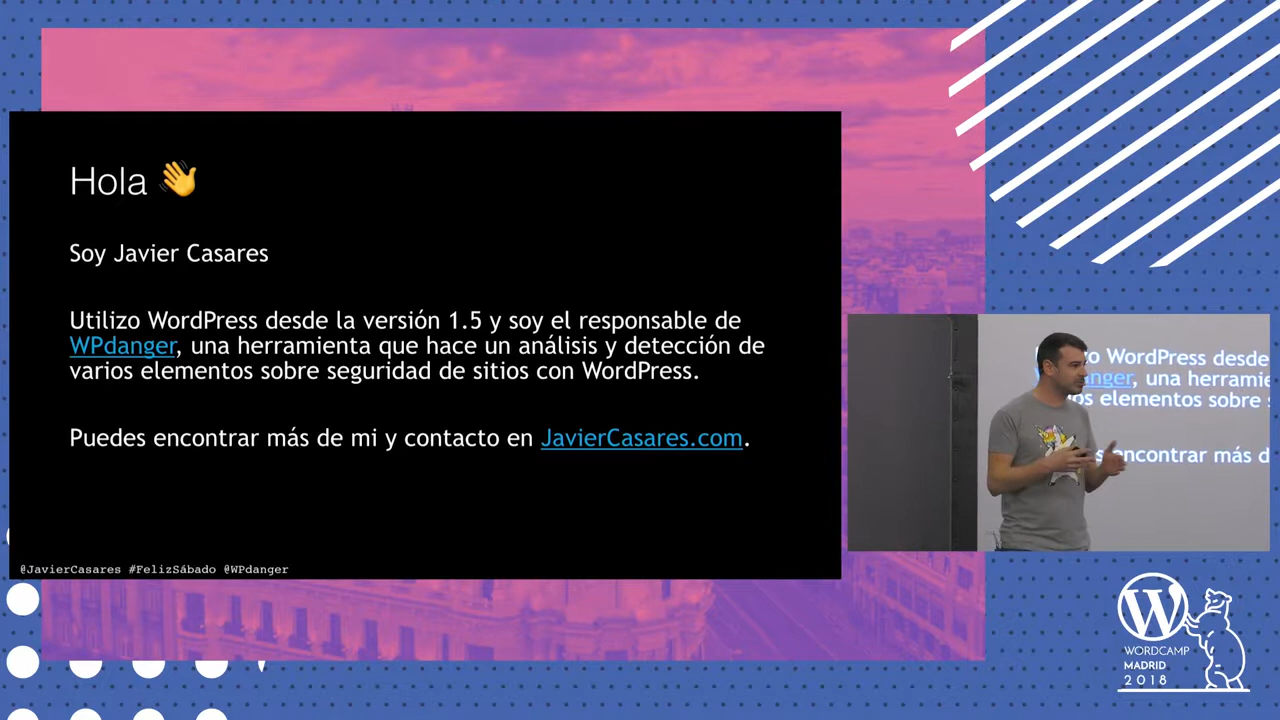 Hola 👋
Soy Javier Casares
Utilizo WordPress desde la versión 1.5 y soy el responsable de
WPdanger, una herramienta que hace un análisis y detección de
varios elementos sobre seguridad de sitios con WordPress.
Puedes encontrar más de mi y contacto en JavierCasares.com.
@JavierCasares #FelizSábado @WPdanger
o WordPress desde
nger, una herramie
os elementos sobre s
s encontrar más d
WORDCAMP
MADRID
2018